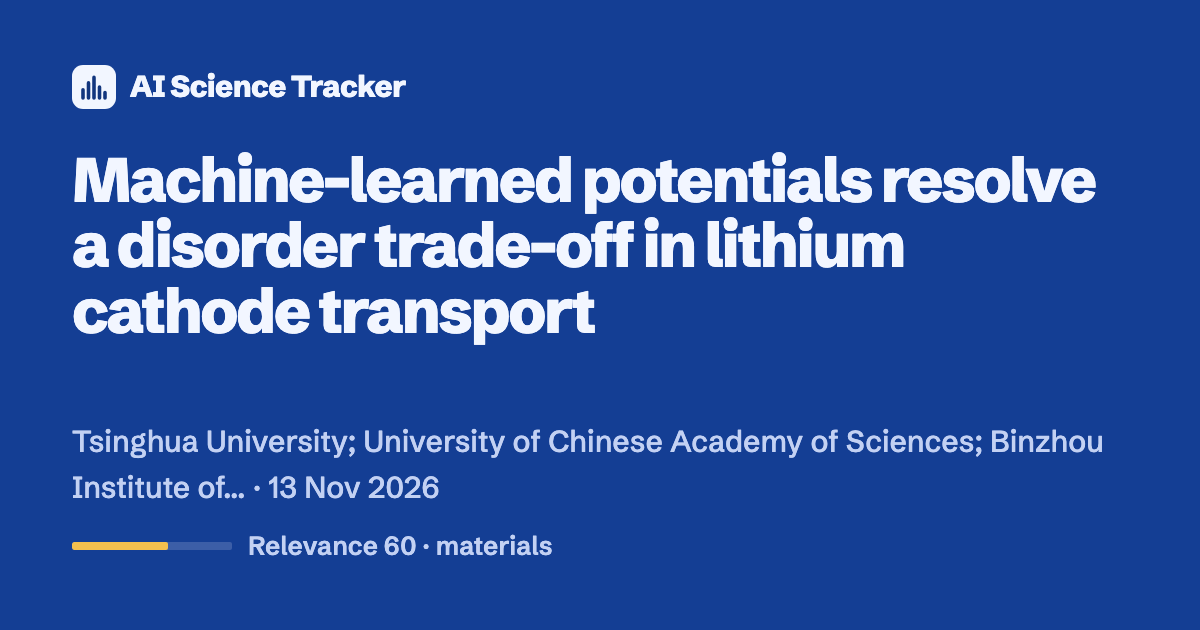 AI Science Tracker
Machine-learned potentials resolve
a disorder trade-off in lithium
cathode transport
Tsinghua University; University of Chinese Academy of Sciences; Binzhou
Institute of... · 13 Nov 2026
Relevance 60 · materials